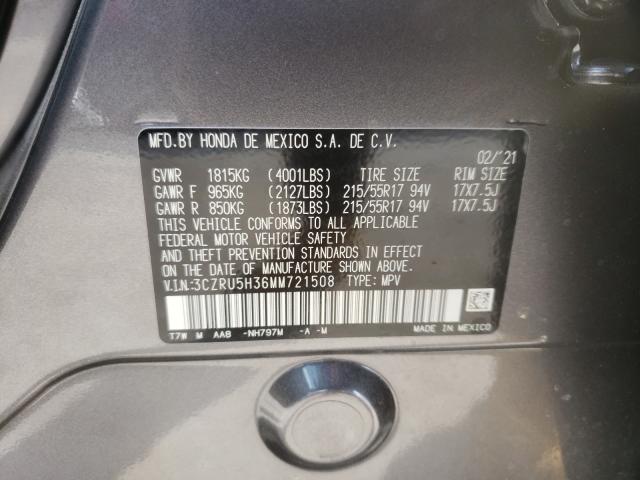 MFD.BY HONDA DE MEXICO S.A. DE C.V.
02/'21
GVWR 1815KG (4001LBS) TIRE SIZE RIM SIZE
GAWR F 965KG (2127LBS) 215/55R17 94V 17X7.5J
GAWR R 850KG (1873LBS) 215/55R17 94V 17X7.5J
THIS VEHICLE CONFORMS TO ALL APPLICABLE
FEDERAL MOTOR VEHICLE SAFETY
AND THEFT PREVENTION STANDARDS IN EFFECT
ON THE DATE OF MANUFACTURE SHOWN ABOVE.
V.I.N.:3CZRU5H36MM721508 TYPE: MPV
T7W M AAB -NH797M -A -M
MADE IN MEXICO